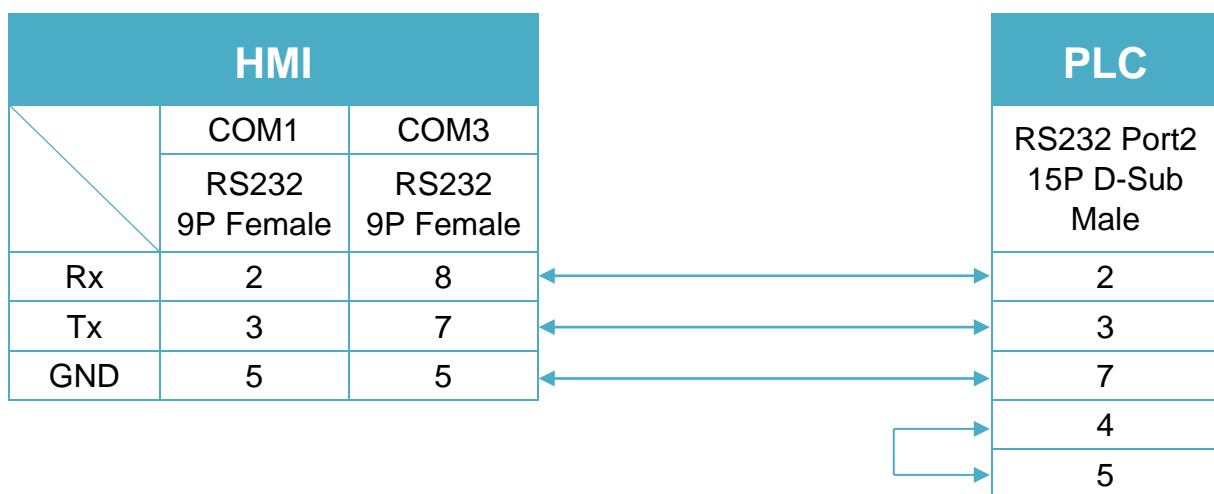 HMI
PLC
COM1 COM3
RS232 Port2
15P D-Sub
Male
RS232 RS232
9P Female 9P Female
Rx 2 8 2
Tx 3 7 3
GND 5 5 7
4
5